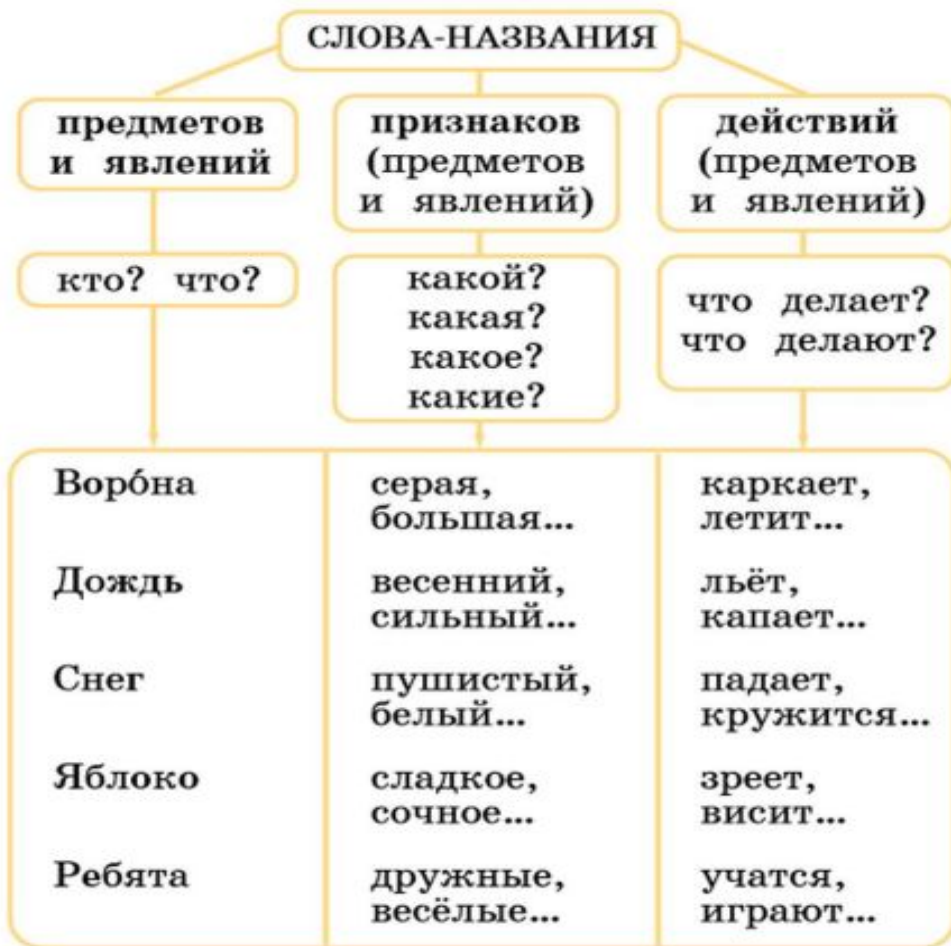 СЛОВА-НАЗВАНИЯ
предметов
и явлений
признаков
(предметов
и явлений)
действий
(предметов
и явлений)
кто? что?
какой?
какая?
какое?
какие?
что делает?
что делают?
Воро́на
серая,
большая...
каркает,
летит...
Дождь
весенний,
сильный...
льёт,
капает...
Снег
пушистый,
белый...
падает,
кружится...
Яблоко
сладкое,
сочное...
зреет,
висит...
Ребята
дружные,
весёлые...
учатся,
играют...